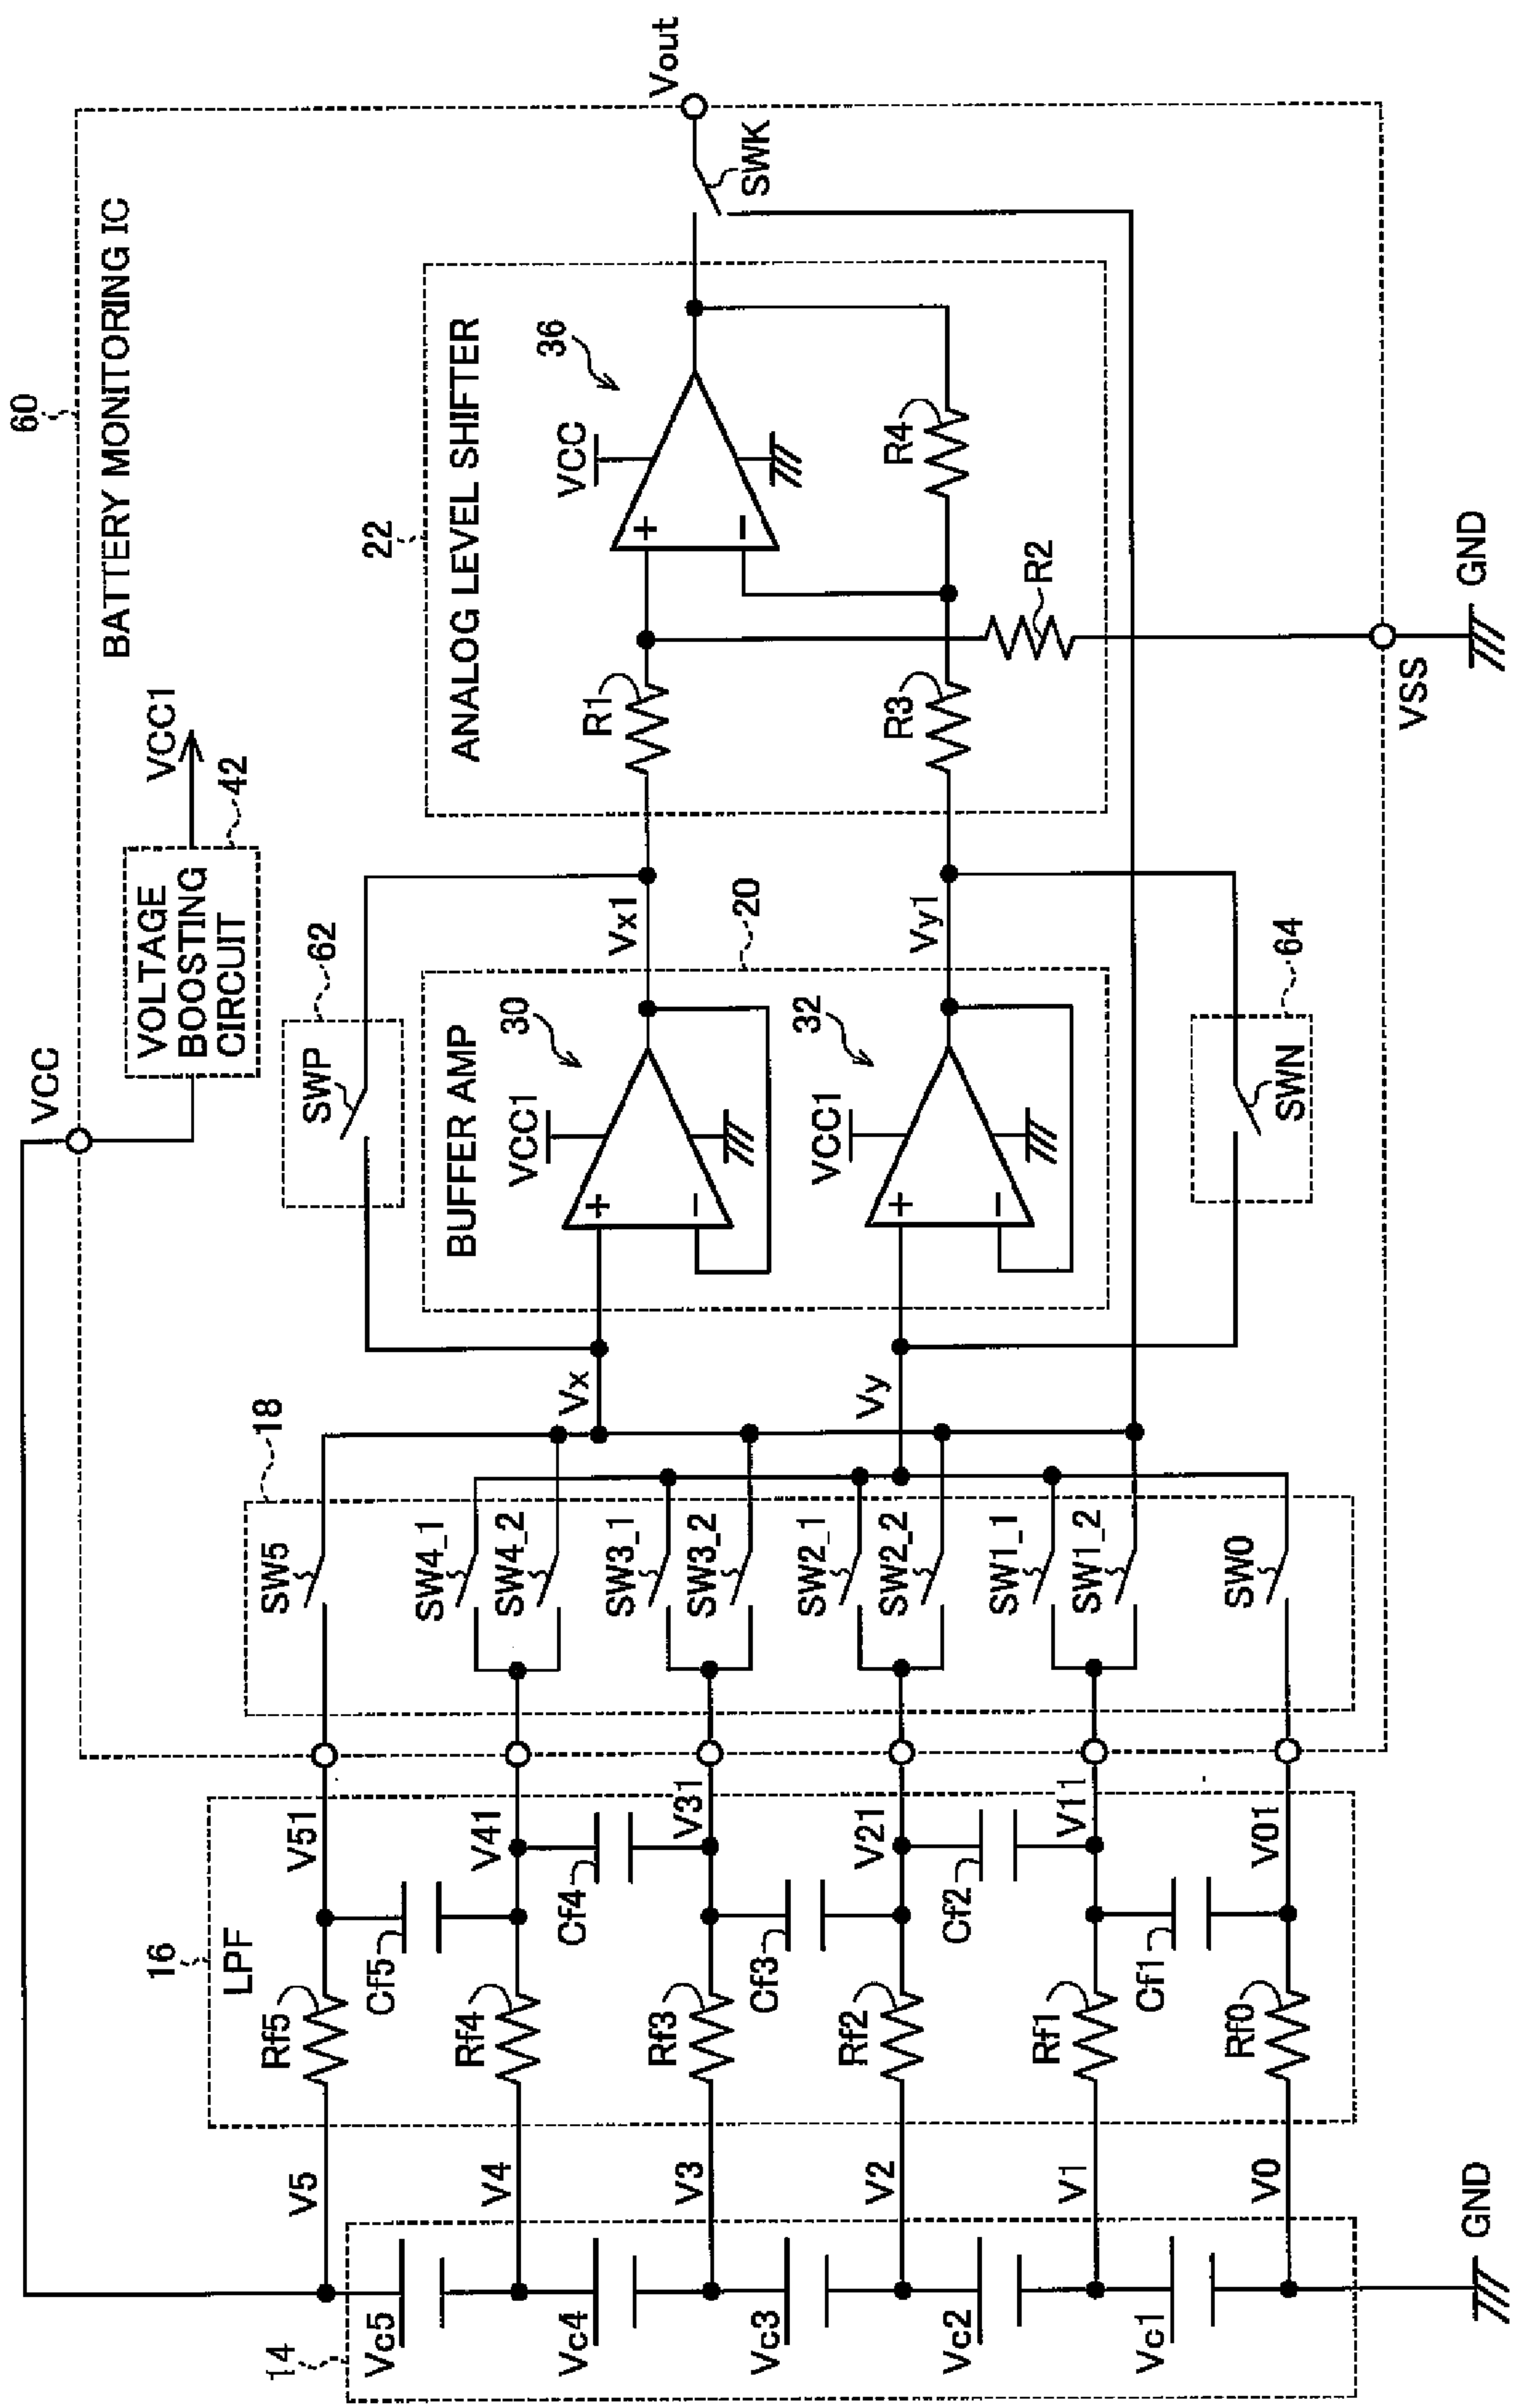 60
BATTERY MONITORING IC
VCC
VOLTAGE
BOOSTING
CIRCUIT
42
VCC1
14
Vc5
Vc4
Vc3
Vc2
Vc1
GND
V5
V4
V3
V2
V1
V0
16
LPF
Rf5
Rf4
Rf3
Rf2
Rf1
Rf0
Cf5
Cf4
Cf3
Cf2
Cf1
V51
V41
V31
V21
V11
V01
18
SW5
SW4_1
SW4_2
SW3_1
SW3_2
SW2_1
SW2_2
SW1_1
SW1_2
SW0
Vx
Vy
62
SWP
BUFFER AMP
20
30
VCC1
+
−
32
VCC1
+
−
64
SWN
Vx1
Vy1
22
ANALOG LEVEL SHIFTER
R1
R3
R2
R4
36
VCC
+
−
SWK
Vout
VSS
GND